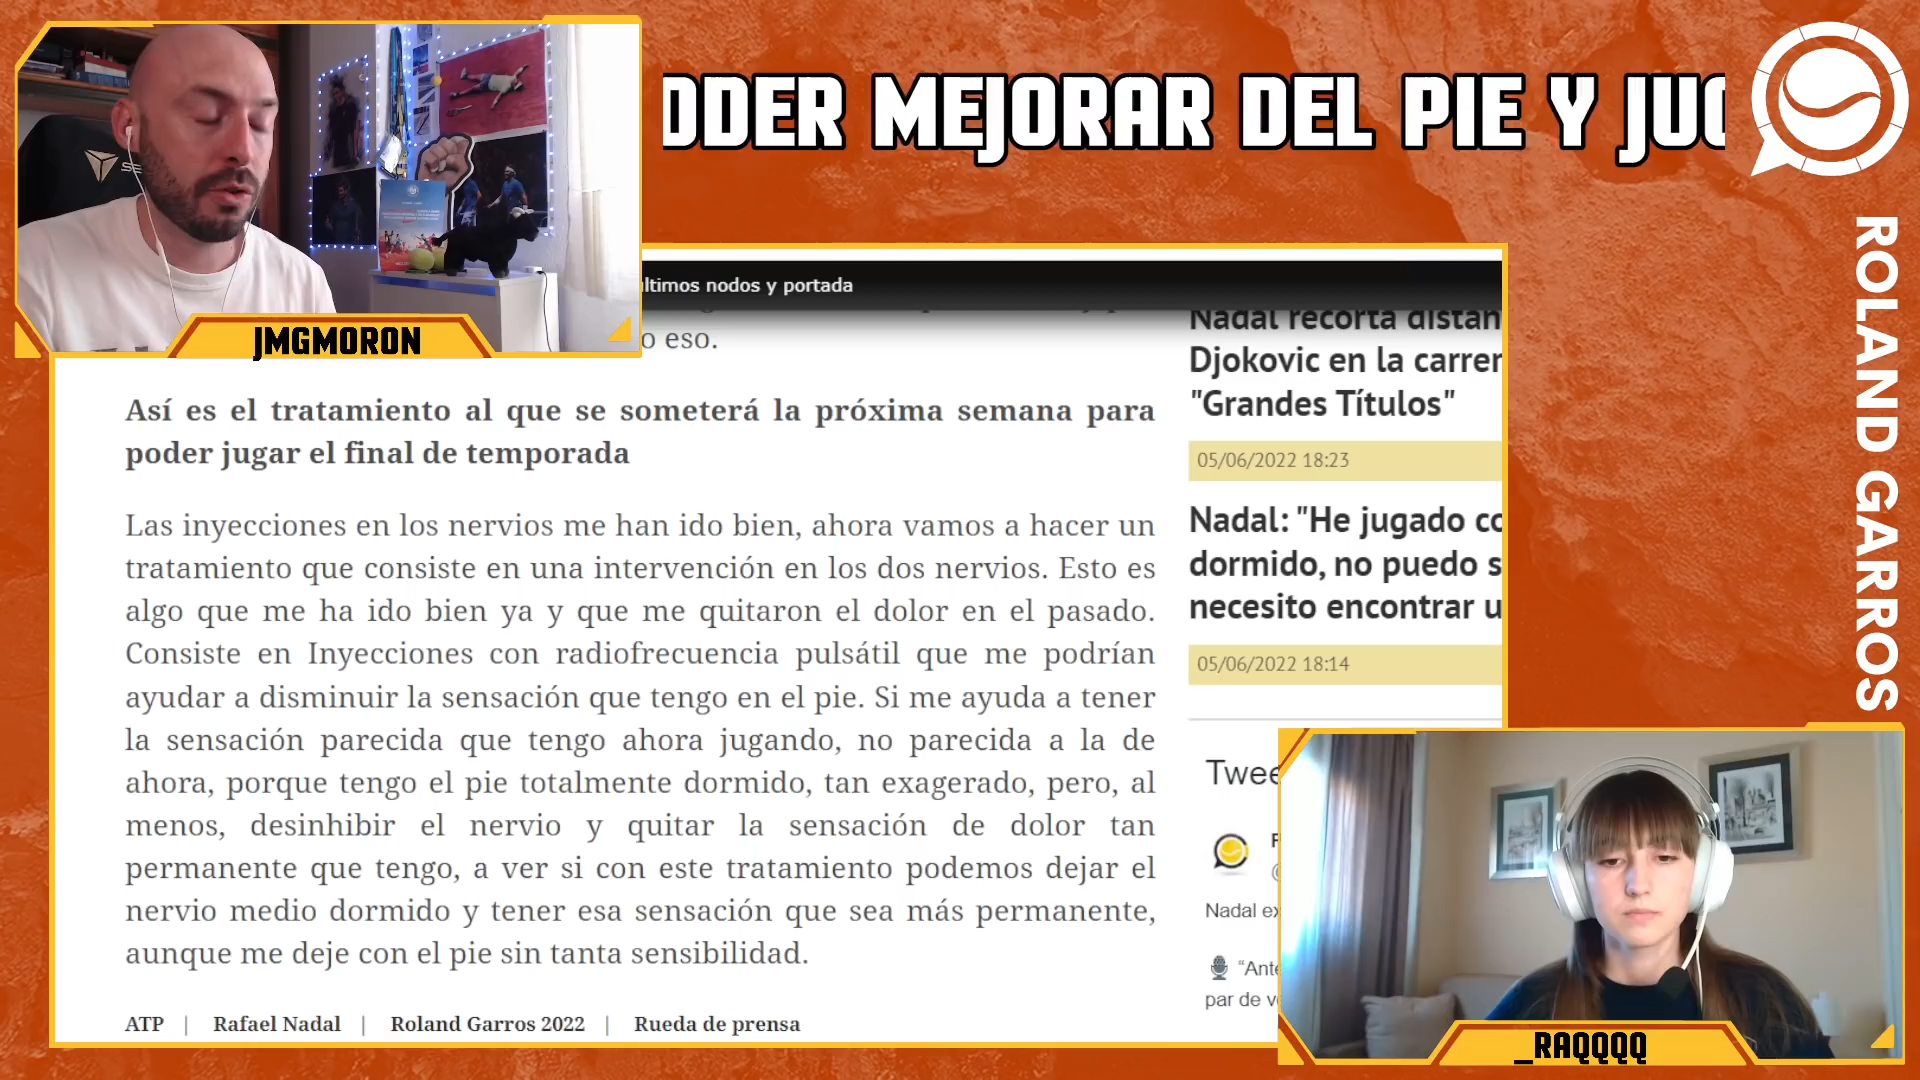 DDER MEJORAR DEL PIE Y JUG
ROLAND GARROS
JMGMORON
ltimos nodos y portada
o eso.
Así es el tratamiento al que se someterá la próxima semana para
poder jugar el final de temporada
Las inyecciones en los nervios me han ido bien, ahora vamos a hacer un
tratamiento que consiste en una intervención en los dos nervios. Esto es
algo que me ha ido bien ya y que me quitaron el dolor en el pasado.
Consiste en Inyecciones con radiofrecuencia pulsátil que me podrían
ayudar a disminuir la sensación que tengo en el pie. Si me ayuda a tener
la sensación parecida que tengo ahora jugando, no parecida a la de
ahora, porque tengo el pie totalmente dormido, tan exagerado, pero, al
menos, desinhibir el nervio y quitar la sensación de dolor tan
permanente que tengo, a ver si con este tratamiento podemos dejar el
nervio medio dormido y tener esa sensación que sea más permanente,
aunque me deje con el pie sin tanta sensibilidad.
ATP | Rafael Nadal | Roland Garros 2022 | Rueda de prensa
Nadal recorta distan
Djokovic en la carrer
"Grandes Títulos"
05/06/2022 18:23
Nadal: "He jugado co
dormido, no puedo s
necesito encontrar u
05/06/2022 18:14
Twee
Nadal ex
“Ante
par de v
_RAQQQQ